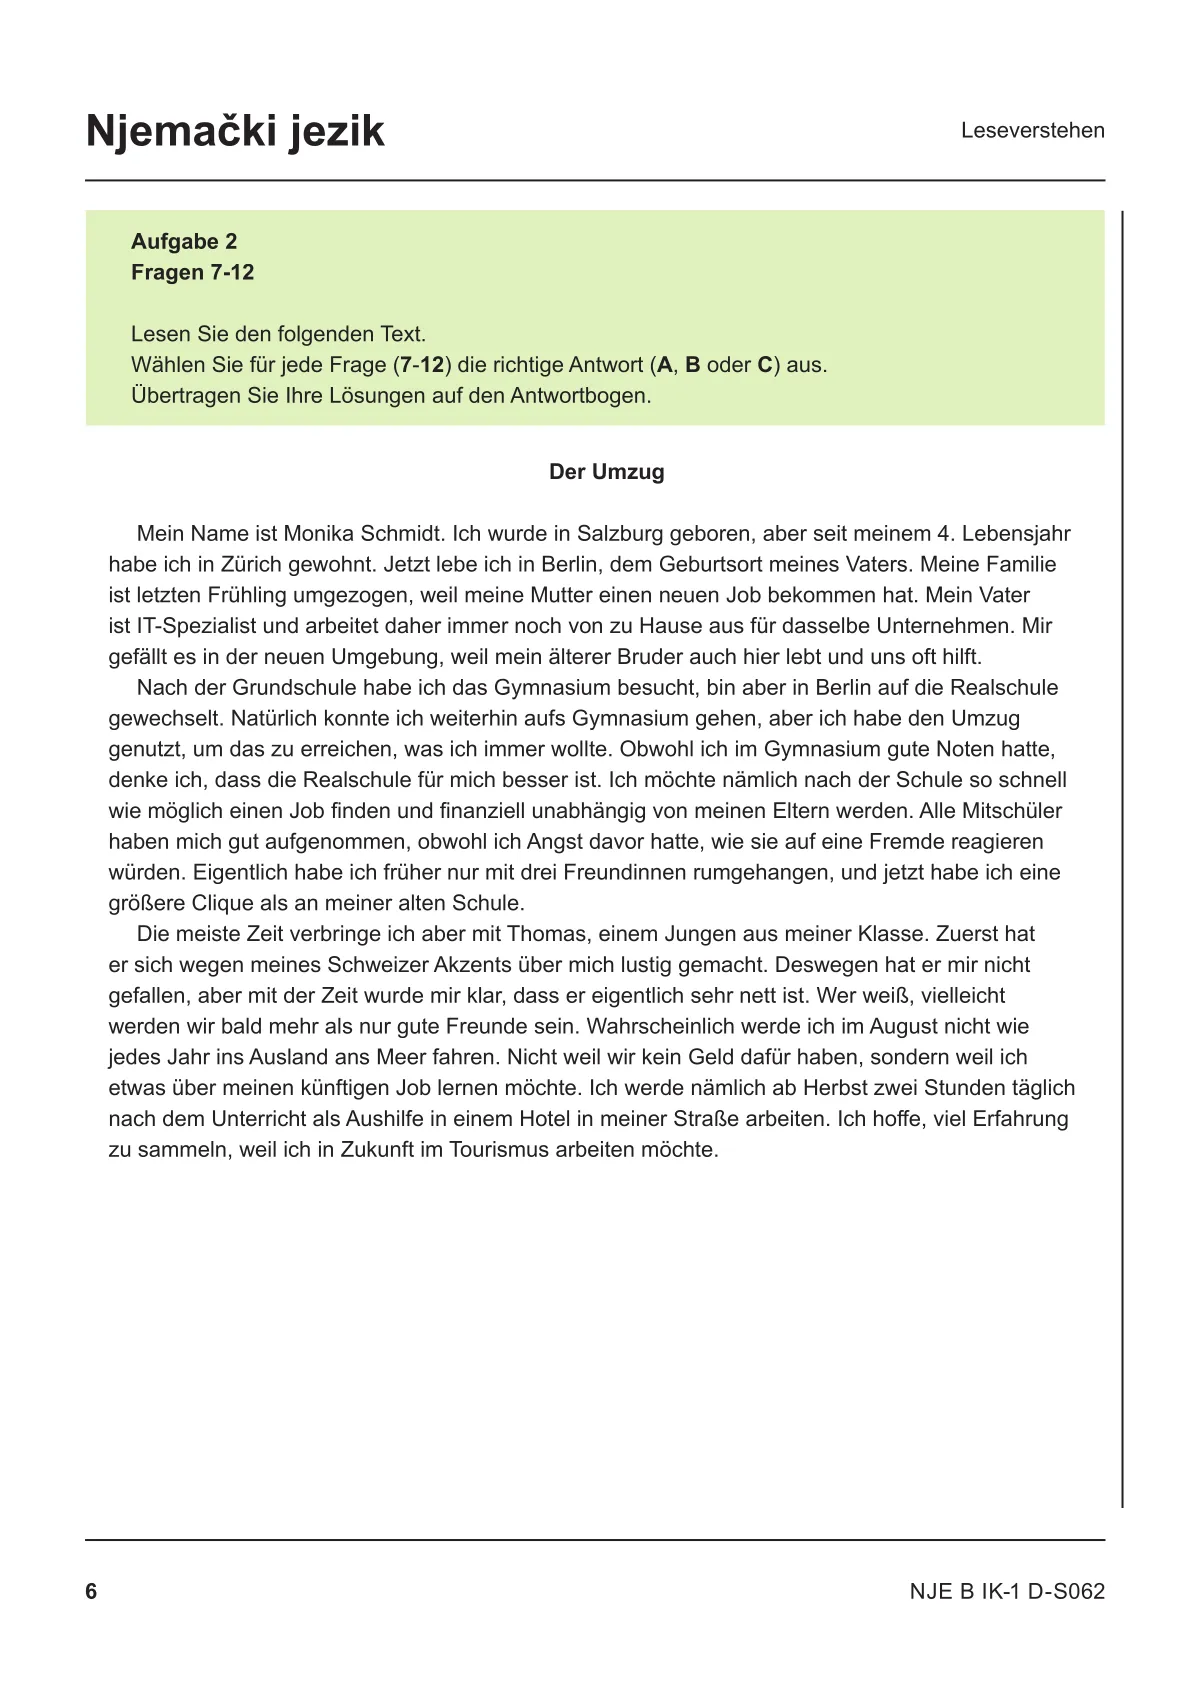 Njemački jezik
Leseverstehen
Aufgabe 2
Fragen 7-12
Lesen Sie den folgenden Text.
Wählen Sie für jede Frage (7-12) die richtige Antwort (A, B oder C) aus.
Übertragen Sie Ihre Lösungen auf den Antwortbogen.
Der Umzug
Mein Name ist Monika Schmidt. Ich wurde in Salzburg geboren, aber seit meinem 4. Lebensjahr
habe ich in Zürich gewohnt. Jetzt lebe ich in Berlin, dem Geburtsort meines Vaters. Meine Familie
ist letzten Frühling umgezogen, weil meine Mutter einen neuen Job bekommen hat. Mein Vater
ist IT-Spezialist und arbeitet daher immer noch von zu Hause aus für dasselbe Unternehmen. Mir
gefällt es in der neuen Umgebung, weil mein älterer Bruder auch hier lebt und uns oft hilft.
Nach der Grundschule habe ich das Gymnasium besucht, bin aber in Berlin auf die Realschule
gewechselt. Natürlich konnte ich weiterhin aufs Gymnasium gehen, aber ich habe den Umzug
genutzt, um das zu erreichen, was ich immer wollte. Obwohl ich im Gymnasium gute Noten hatte,
denke ich, dass die Realschule für mich besser ist. Ich möchte nämlich nach der Schule so schnell
wie möglich einen Job finden und finanziell unabhängig von meinen Eltern werden. Alle Mitschüler
haben mich gut aufgenommen, obwohl ich Angst davor hatte, wie sie auf eine Fremde reagieren
würden. Eigentlich habe ich früher nur mit drei Freundinnen rumgehangen, und jetzt habe ich eine
größere Clique als an meiner alten Schule.
Die meiste Zeit verbringe ich aber mit Thomas, einem Jungen aus meiner Klasse. Zuerst hat
er sich wegen meines Schweizer Akzents über mich lustig gemacht. Deswegen hat er mir nicht
gefallen, aber mit der Zeit wurde mir klar, dass er eigentlich sehr nett ist. Wer weiß, vielleicht
werden wir bald mehr als nur gute Freunde sein. Wahrscheinlich werde ich im August nicht wie
jedes Jahr ins Ausland ans Meer fahren. Nicht weil wir kein Geld dafür haben, sondern weil ich
etwas über meinen künftigen Job lernen möchte. Ich werde nämlich ab Herbst zwei Stunden täglich
nach dem Unterricht als Aushilfe in einem Hotel in meiner Straße arbeiten. Ich hoffe, viel Erfahrung
zu sammeln, weil ich in Zukunft im Tourismus arbeiten möchte.
6
NJE B IK-1 D-S062